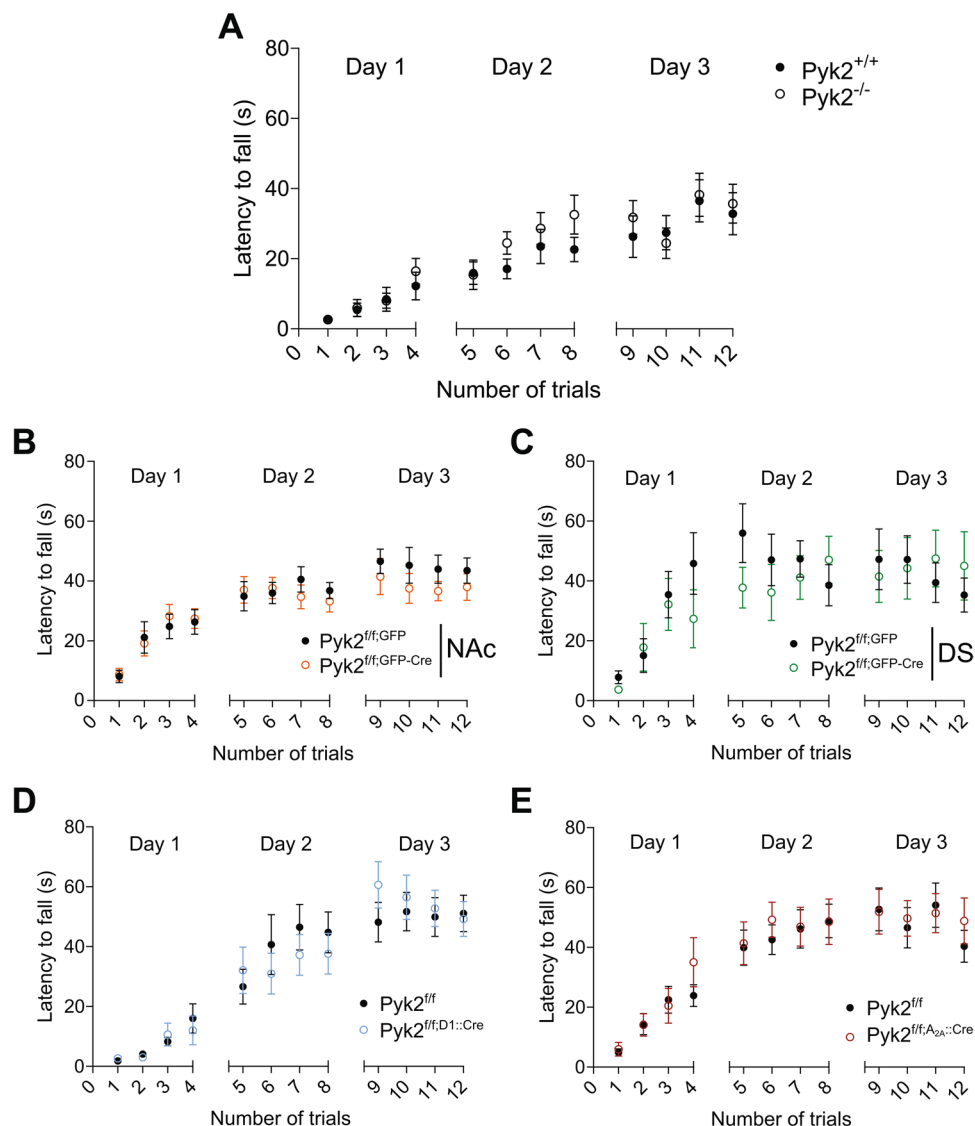 A
Day 1 Day 2 Day 3
Pyk2+/+
Pyk2-/-
80
60
40
20
0
Latency to fall (s)
0 1 2 3 4 5 6 7 8 9 10 11 12
Number of trials
B
Day 1 Day 2 Day 3
80
60
40
20
0
Latency to fall (s)
Pyk2f/f;GFP
Pyk2f/f;GFP-Cre
NAc
0 1 2 3 4 5 6 7 8 9 10 11 12
Number of trials
C
Day 1 Day 2 Day 3
80
60
40
20
0
Latency to fall (s)
Pyk2f/f;GFP
Pyk2f/f;GFP-Cre
DS
0 1 2 3 4 5 6 7 8 9 10 11 12
Number of trials
D
Day 1 Day 2 Day 3
80
60
40
20
0
Latency to fall (s)
Pyk2f/f
Pyk2f/f;D1::Cre
0 1 2 3 4 5 6 7 8 9 10 11 12
Number of trials
E
Day 1 Day 2 Day 3
80
60
40
20
0
Latency to fall (s)
Pyk2f/f
Pyk2f/f;A2A::Cre
0 1 2 3 4 5 6 7 8 9 10 11 12
Number of trials